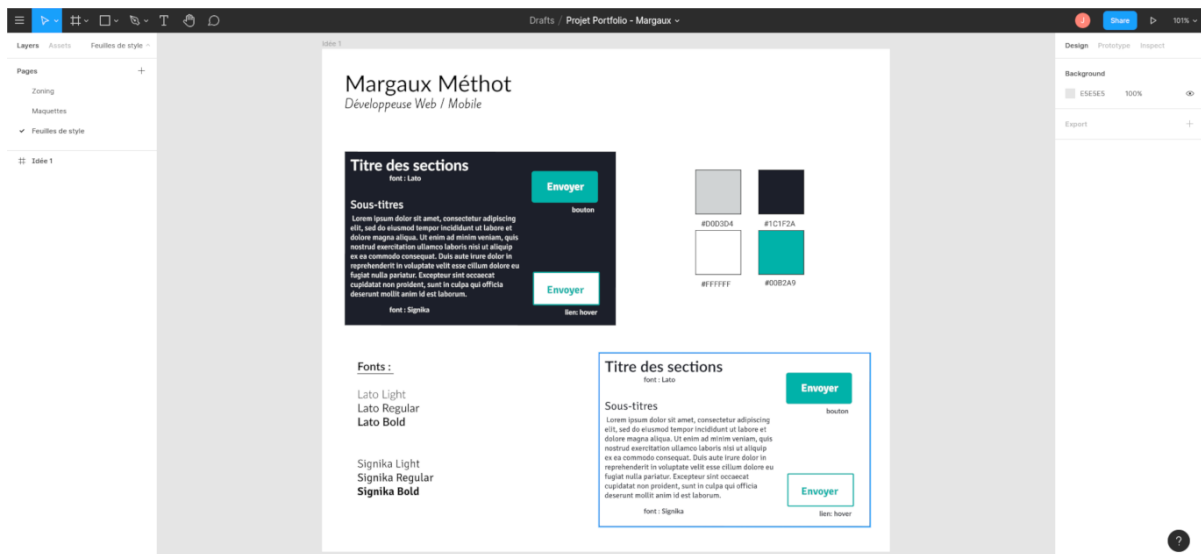 Drafts / Projet Portfolio - Margaux
J
Share
101%
Layers
Assets
Feuilles de style
Pages
Zoning
Maquettes
Feuilles de style
Idée 1
Idée 1
Margaux Méthot
Développeuse Web / Mobile
Titre des sections
font : Lato
Sous-titres
Lorem ipsum dolor sit amet, consectetur adipiscing
elit, sed do eiusmod tempor incididunt ut labore et
dolore magna aliqua. Ut enim ad minim veniam, quis
nostrud exercitation ullamco laboris nisi ut aliquip
ex ea commodo consequat. Duis aute irure dolor in
reprehenderit in voluptate velit esse cillum dolore eu
fugiat nulla pariatur. Excepteur sint occaecat
cupidatat non proident, sunt in culpa qui officia
deserunt mollit anim id est laborum.
font : Signika
Envoyer
bouton
Envoyer
lien: hover
#D0D3D4
#1C1F2A
#FFFFFF
#00B2A9
Fonts :
Lato Light
Lato Regular
Lato Bold
Signika Light
Signika Regular
Signika Bold
Titre des sections
font : Lato
Sous-titres
Lorem ipsum dolor sit amet, consectetur adipiscing
elit, sed do eiusmod tempor incididunt ut labore et
dolore magna aliqua. Ut enim ad minim veniam, quis
nostrud exercitation ullamco laboris nisi ut aliquip
ex ea commodo consequat. Duis aute irure dolor in
reprehenderit in voluptate velit esse cillum dolore eu
fugiat nulla pariatur. Excepteur sint occaecat
cupidatat non proident, sunt in culpa qui officia
deserunt mollit anim id est laborum.
font : Signika
Envoyer
bouton
Envoyer
lien: hover
Design
Prototype
Inspect
Background
E5E5E5
100%
Export
?